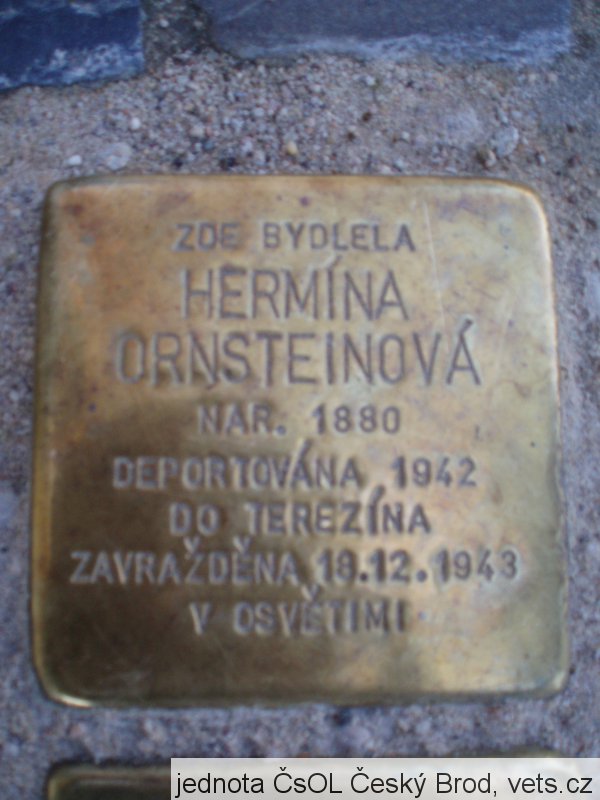 ZDE BYDLELA
HERMÍNA
ORNSTEINOVÁ
NAR. 1880
DEPORTOVÁNA 1942
DO TEREZÍNA
ZAVRAŽDĚNA 18.12.1943
V OSVĚTIMI
jednota ČsOL Český Brod, vets.cz